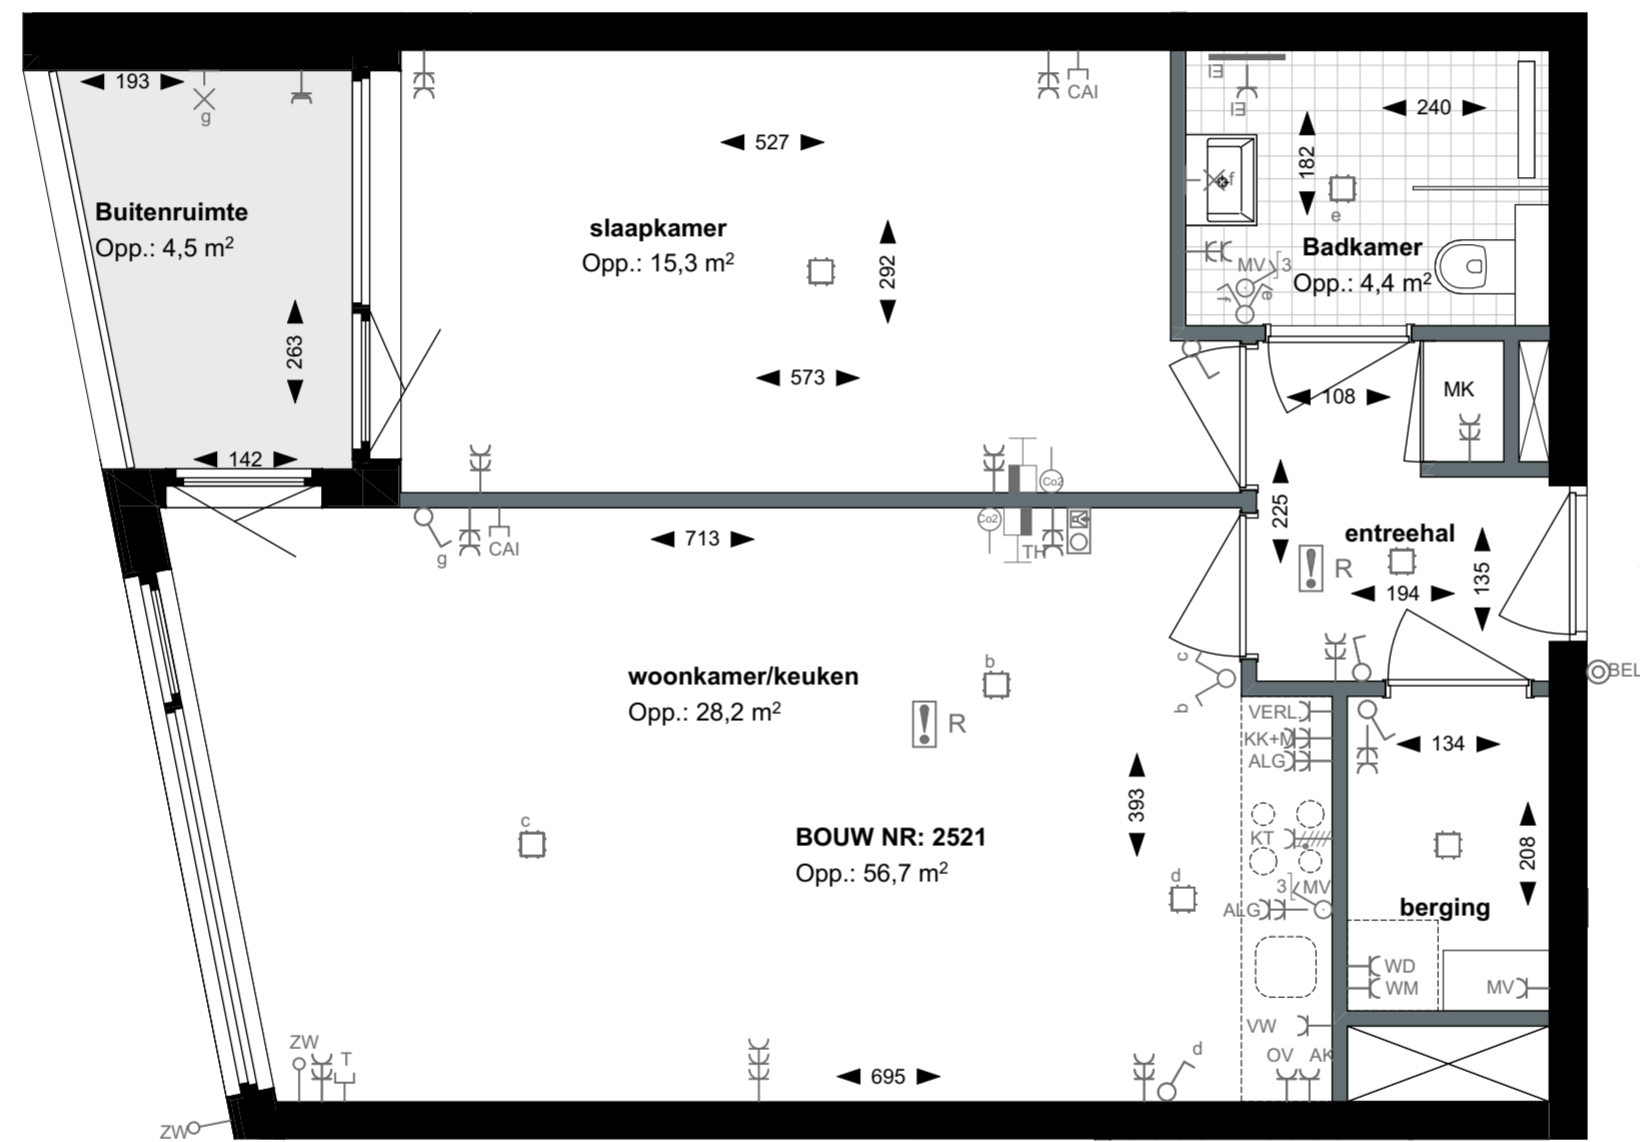 193
g
CAI
527
EI
EI
240
182
f
e
Buitenruimte
Opp.: 4,5 m²
slaapkamer
Opp.: 15,3 m²
292
MV 3
f e
Badkamer
Opp.: 4,4 m²
263
573
108
MK
142
Co2
225
g
CAI
713
Co2
TH
entreehal
R
194
135
woonkamer/keuken
Opp.: 28,2 m²
b
R
c
b
BEL
VERL.
KK+M
ALG
134
393
c
BOUW NR: 2521
Opp.: 56,7 m²
KT
208
d
3 MV
ALG
berging
WD
WM
MV
VW
ZW
T
695
d
OV
AK
ZW